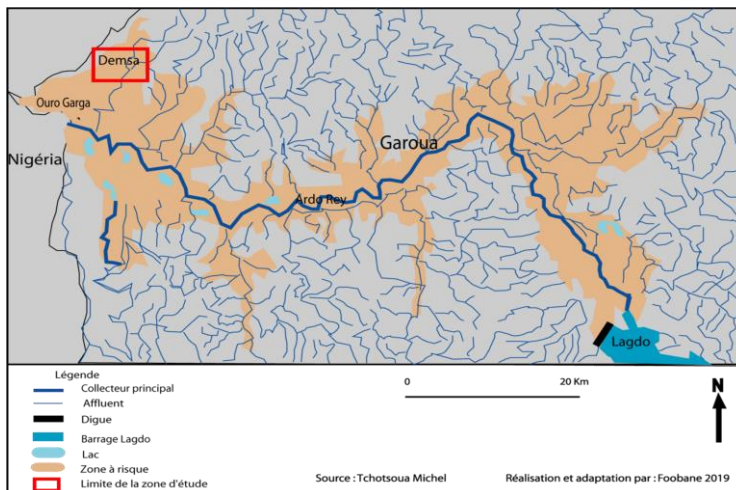 Demsa
Ouro Garga
Garoua
Nigéria
Ardo Rey
Lagdo
Légende
Collecteur principal
Affluent
Digue
Barrage Lagdo
Lac
Zone à risque
Limite de la zone d'étude
0 20 Km
N
Source : Tchotsoua Michel
Réalisation et adaptation par : Foobane 2019